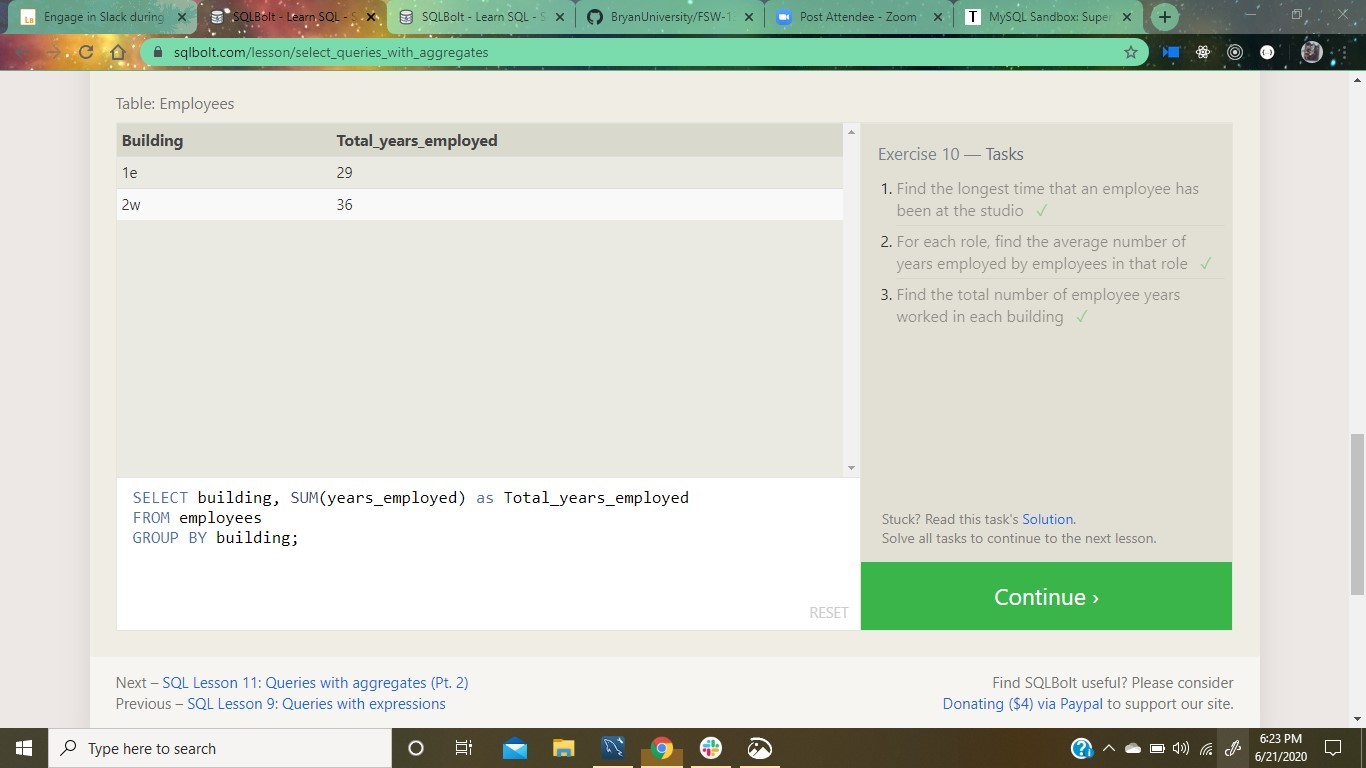 Engage in Slack during
SQLBolt - Learn SQL - S
SQLBolt - Learn SQL - S
BryanUniversity/FSW-1
Post Attendee - Zoom
T MySQL Sandbox: Super
sqlbolt.com/lesson/select_queries_with_aggregates
Table: Employees
Building Total_years_employed
1e 29
2w 36
Exercise 10 — Tasks
1. Find the longest time that an employee has
been at the studio ✓
2. For each role, find the average number of
years employed by employees in that role ✓
3. Find the total number of employee years
worked in each building ✓
SELECT building, SUM(years_employed) as Total_years_employed
FROM employees
GROUP BY building;
RESET
Stuck? Read this task's Solution.
Solve all tasks to continue to the next lesson.
Continue ›
Next – SQL Lesson 11: Queries with aggregates (Pt. 2)
Previous – SQL Lesson 9: Queries with expressions
Find SQLBolt useful? Please consider
Donating ($4) via Paypal to support our site.
Type here to search
6:23 PM
6/21/2020